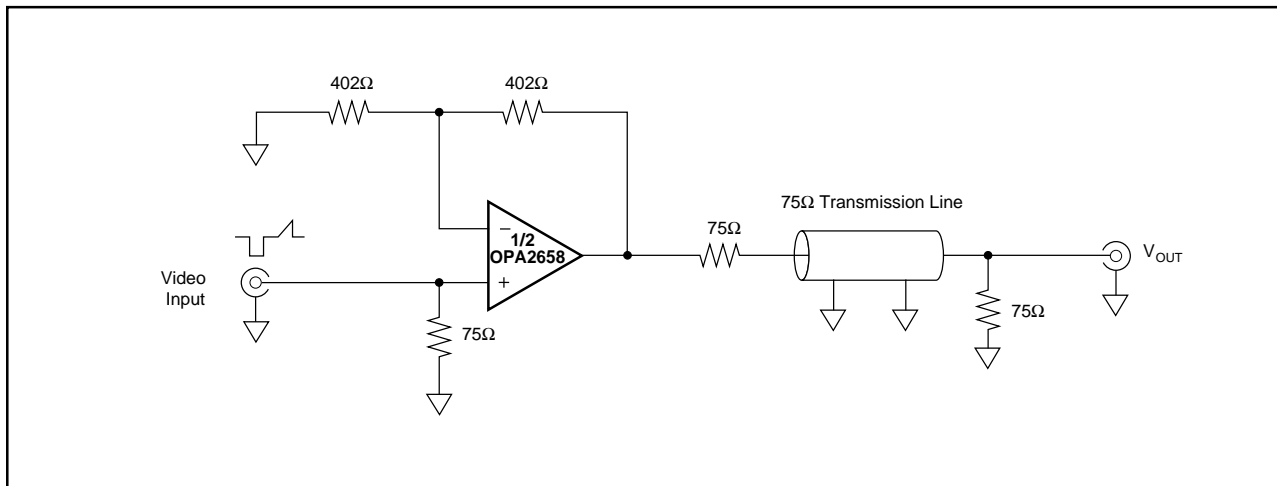 402Ω
402Ω
75Ω Transmission Line
75Ω
−
1/2
OPA2658
+
Video
Input
75Ω
75Ω
V_OUT